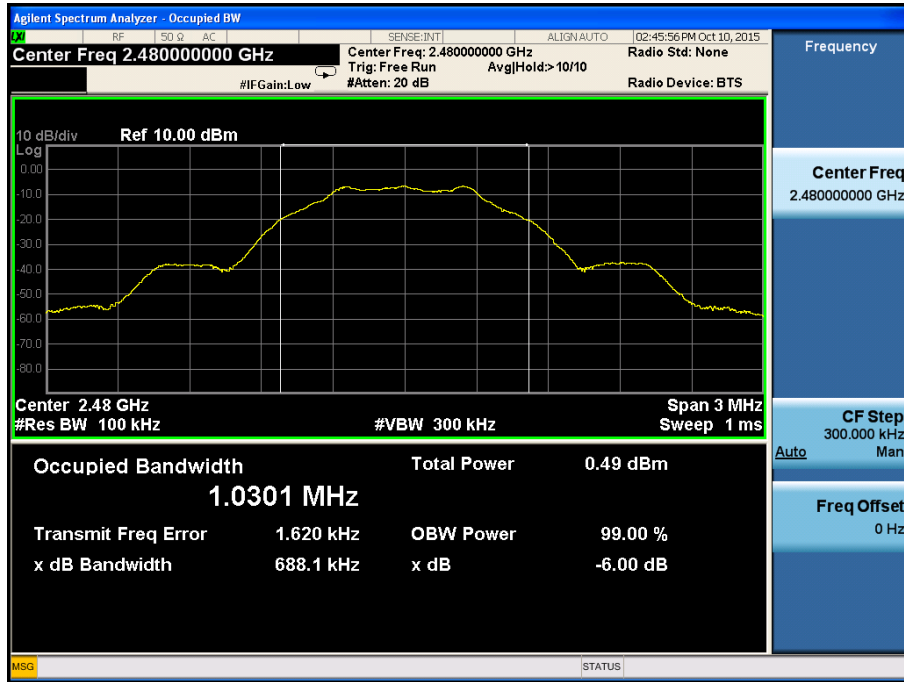 Agilent Spectrum Analyzer - Occupied BW
LXI RF 50 Ω AC SENSE:INT ALIGN AUTO 02:45:56 PM Oct 10, 2015
Center Freq 2.480000000 GHz
Center Freq: 2.480000000 GHz
Radio Std: None
Trig: Free Run Avg|Hold:>10/10
#IFGain:Low
#Atten: 20 dB
Radio Device: BTS
10 dB/div Ref 10.00 dBm
Log
0.00
-10.0
-20.0
-30.0
-40.0
-50.0
-60.0
-70.0
-80.0
Center 2.48 GHz Span 3 MHz
#Res BW 100 kHz #VBW 300 kHz Sweep 1 ms
Occupied Bandwidth Total Power 0.49 dBm
1.0301 MHz
Transmit Freq Error 1.620 kHz OBW Power 99.00 %
x dB Bandwidth 688.1 kHz x dB -6.00 dB
MSG STATUS
Frequency
Center Freq
2.480000000 GHz
CF Step
300.000 kHz
Auto Man
Freq Offset
0 Hz